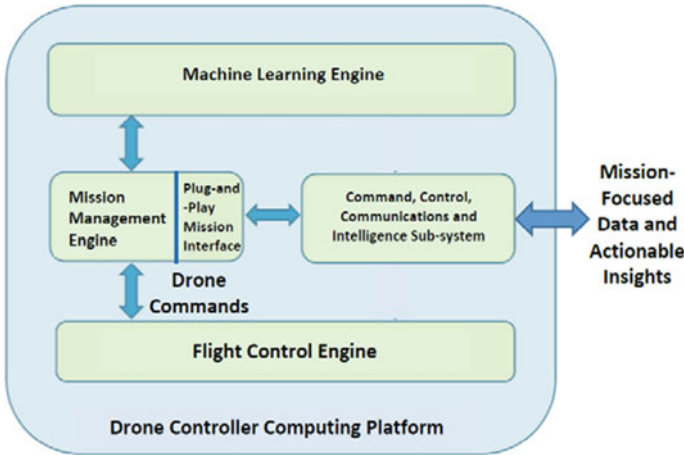 Machine Learning Engine
Mission
Management
Engine
Plug-and
-Play
Mission
Interface
Command, Control,
Communications and
Intelligence Sub-system
Mission-
Focused
Data and
Actionable
Insights
Drone
Commands
Flight Control Engine
Drone Controller Computing Platform